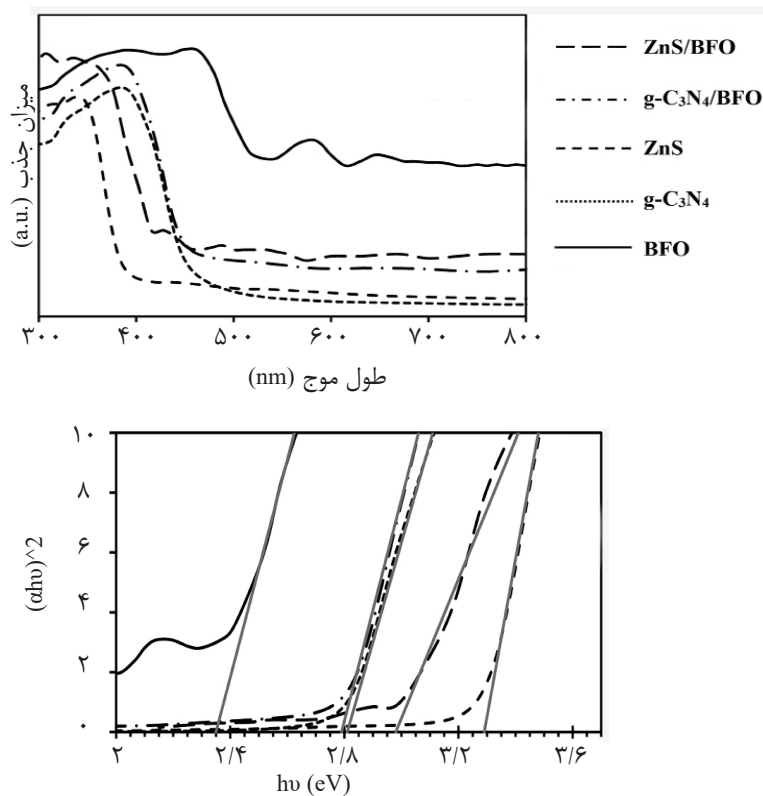 میزان جذب (a.u.)
ZnS/BFO
g-C₃N₄/BFO
ZnS
g-C₃N₄
BFO
۳۰۰ ۴۰۰ ۵۰۰ ۶۰۰ ۷۰۰ ۸۰۰
طول موج (nm)
(αhυ)^2
۱۰
۸
۶
۴
۲
۰
۲ ۲/۴ ۲/۸ ۳/۲ ۳/۶
hυ (eV)